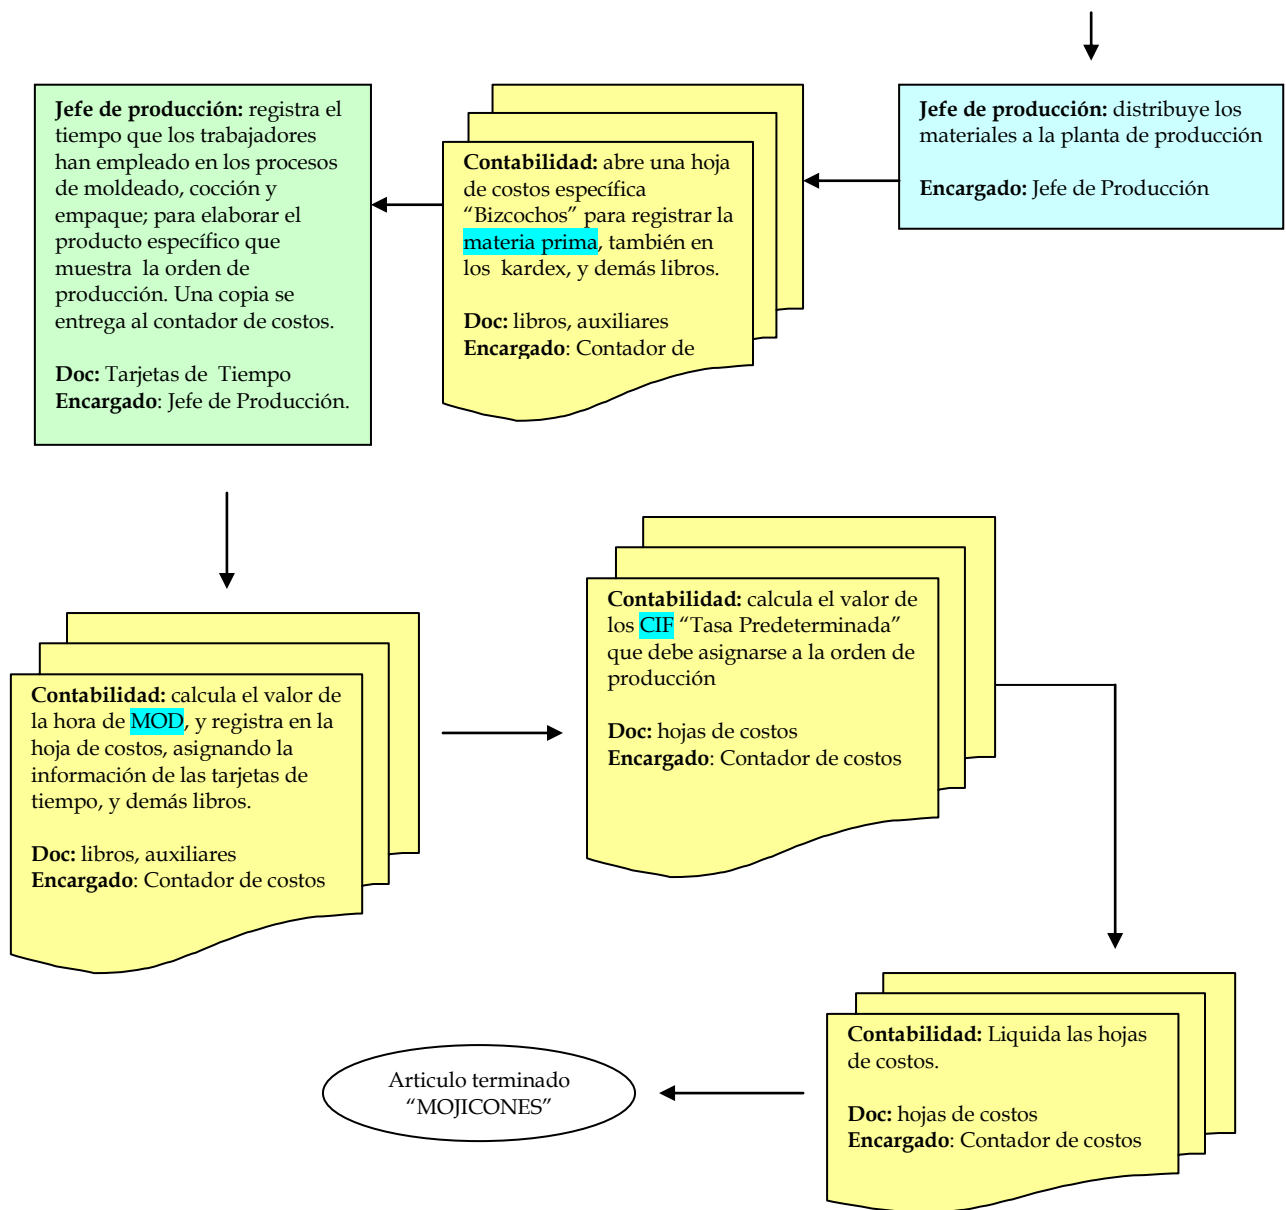 Jefe de producción: distribuye los
materiales a la planta de producción
Encargado: Jefe de Producción
Contabilidad: abre una hoja
de costos específica
“Bizcochos” para registrar la
materia prima, también en
los kardex, y demás libros.
Doc: libros, auxiliares
Encargado: Contador de
Jefe de producción: registra el
tiempo que los trabajadores
han empleado en los procesos
de moldeado, cocción y
empaque; para elaborar el
producto específico que
muestra la orden de
producción. Una copia se
entrega al contador de costos.
Doc: Tarjetas de Tiempo
Encargado: Jefe de Producción.
Contabilidad: calcula el valor de
la hora de MOD, y registra en la
hoja de costos, asignando la
información de las tarjetas de
tiempo, y demás libros.
Doc: libros, auxiliares
Encargado: Contador de costos
Contabilidad: calcula el valor de
los CIF “Tasa Predeterminada”
que debe asignarse a la orden de
producción
Doc: hojas de costos
Encargado: Contador de costos
Contabilidad: Liquida las hojas
de costos.
Doc: hojas de costos
Encargado: Contador de costos
Articulo terminado
“MOJICONES”